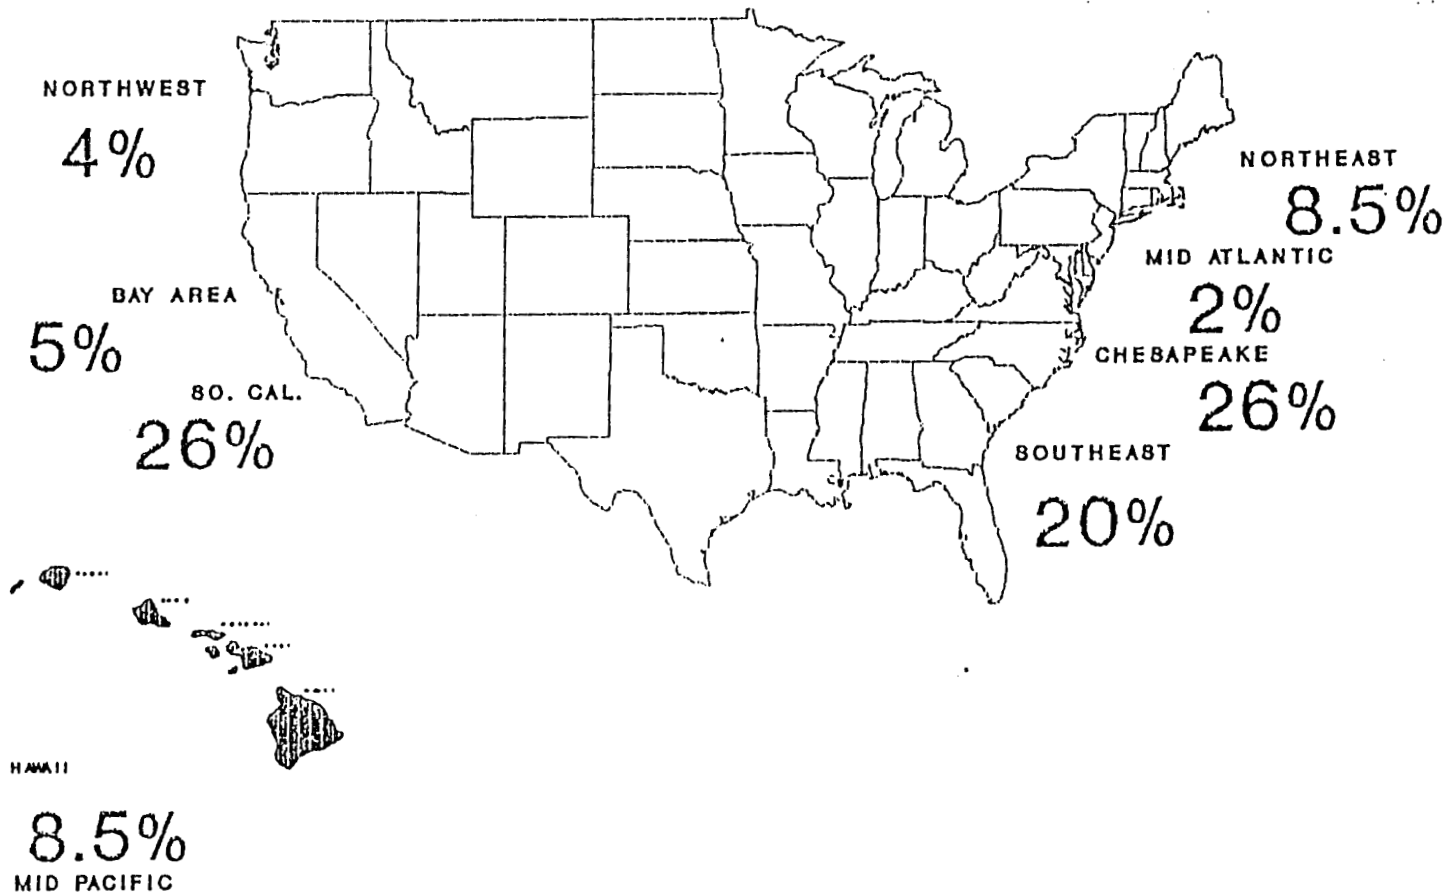 NORTHWEST
4%
NORTHEAST
8.5%
MID ATLANTIC
2%
BAY AREA
5%
CHESAPEAKE
26%
SO. CAL.
26%
SOUTHEAST
20%
HAWAII
8.5%
MID PACIFIC